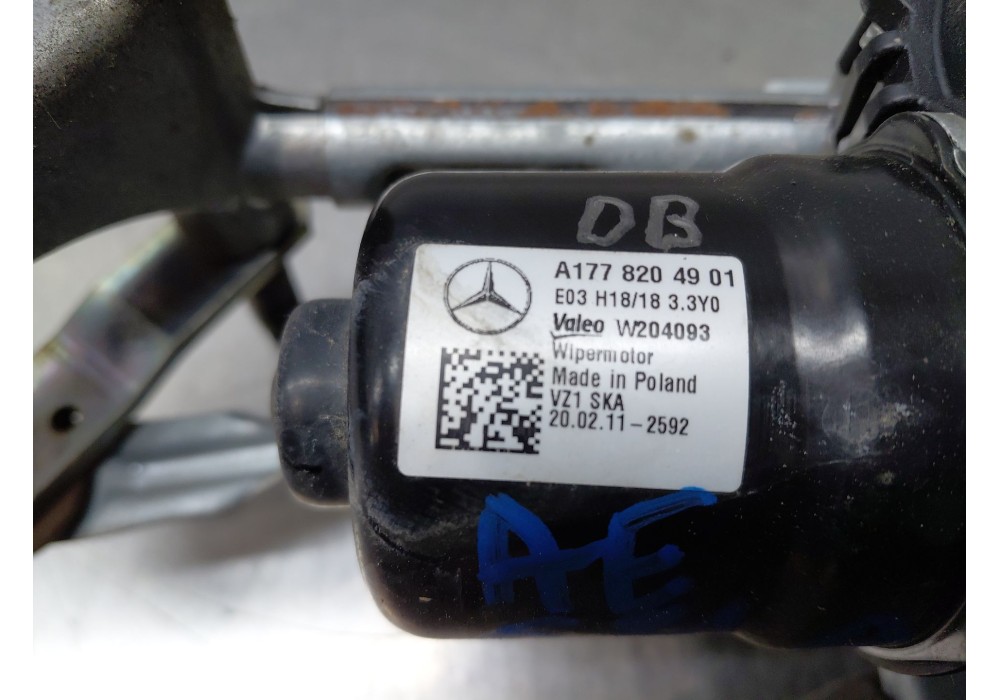 DB
A177 820 49 01
E03 H18/18 3.3Y0
Valeo W204093
Wipermotor
Made in Poland
VZ1 SKA
20.02.11-2592
AE